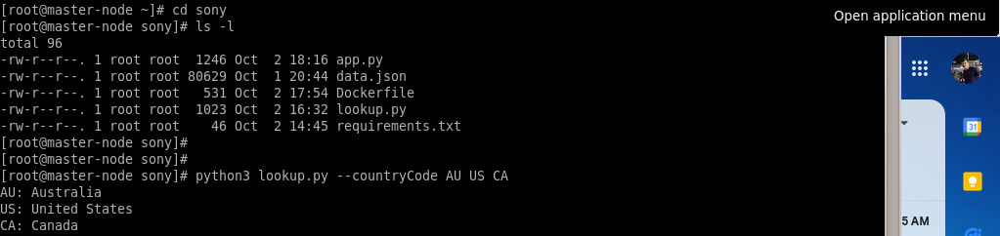 [root@master-node ~]# cd sony
[root@master-node sony]# ls -l
total 96
-rw-r--r--. 1 root root  1246 Oct  2 18:16 app.py
-rw-r--r--. 1 root root 80629 Oct  1 20:44 data.json
-rw-r--r--. 1 root root   531 Oct  2 17:54 Dockerfile
-rw-r--r--. 1 root root  1023 Oct  2 16:32 lookup.py
-rw-r--r--. 1 root root    46 Oct  2 14:45 requirements.txt
[root@master-node sony]#
[root@master-node sony]#
[root@master-node sony]# python3 lookup.py --countryCode AU US CA
AU: Australia
US: United States
CA: Canada
Open application menu
31
5 AM